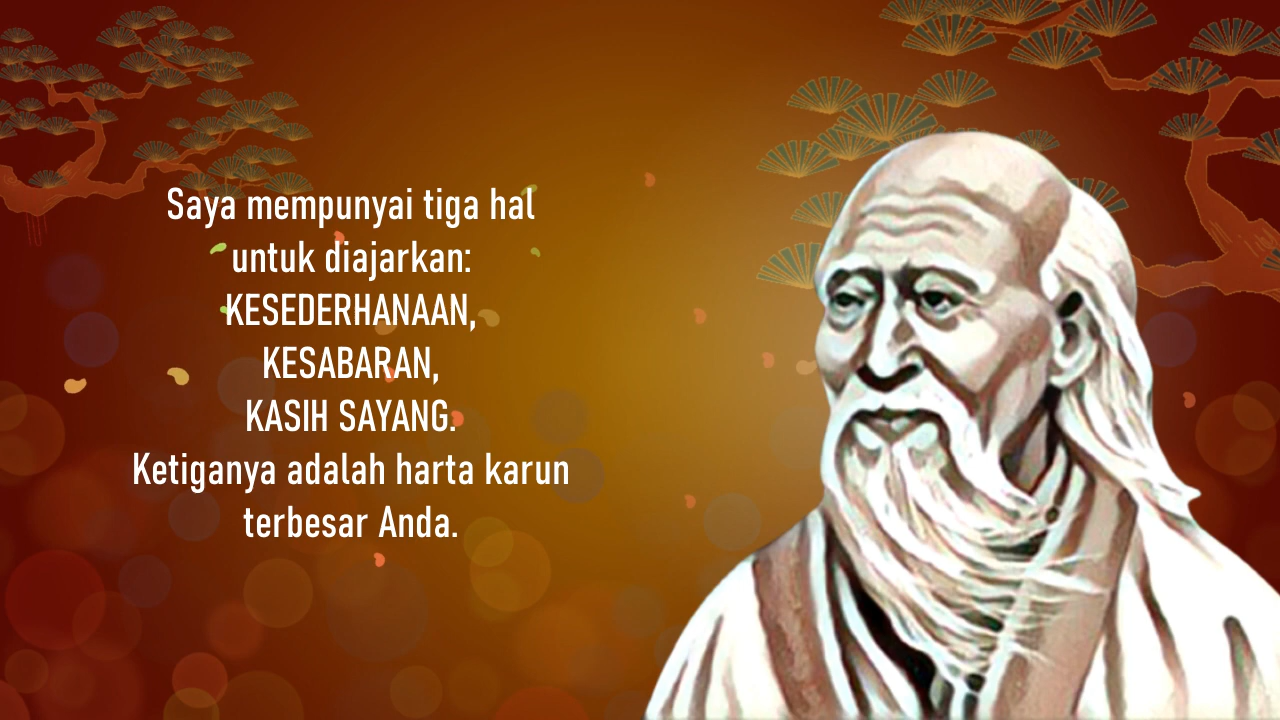 Saya mempunyai tiga hal
untuk diajarkan:
KESEDERHANAAN,
KESABARAN,
KASIH SAYANG.
Ketiganya adalah harta karun
terbesar Anda.